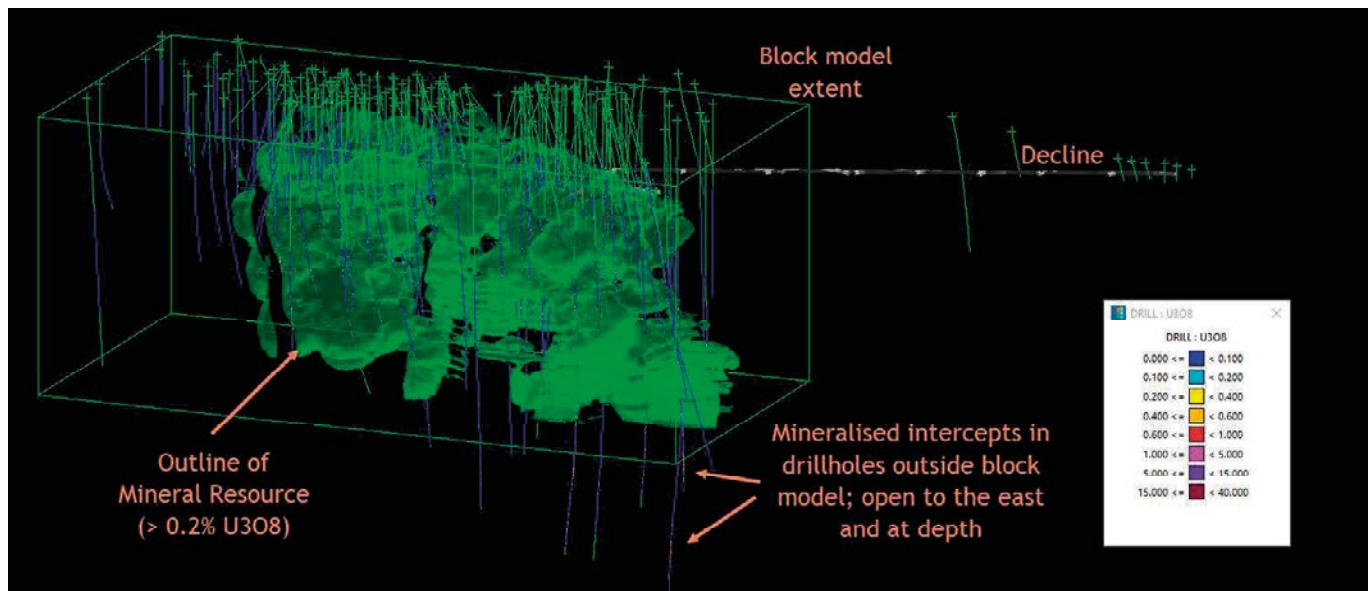 Block model
extent
Decline
Outline of
Mineral Resource
(> 0.2% U3O8)
Mineralised intercepts in
drillholes outside block
model; open to the east
and at depth
DRILL : U3O8
DRILL : U3O8
0.000 <= < 0.100
0.100 <= < 0.200
0.200 <= < 0.400
0.400 <= < 0.600
0.600 <= < 1.000
1.000 <= < 5.000
5.000 <= < 15.000
15.000 <= < 40.000